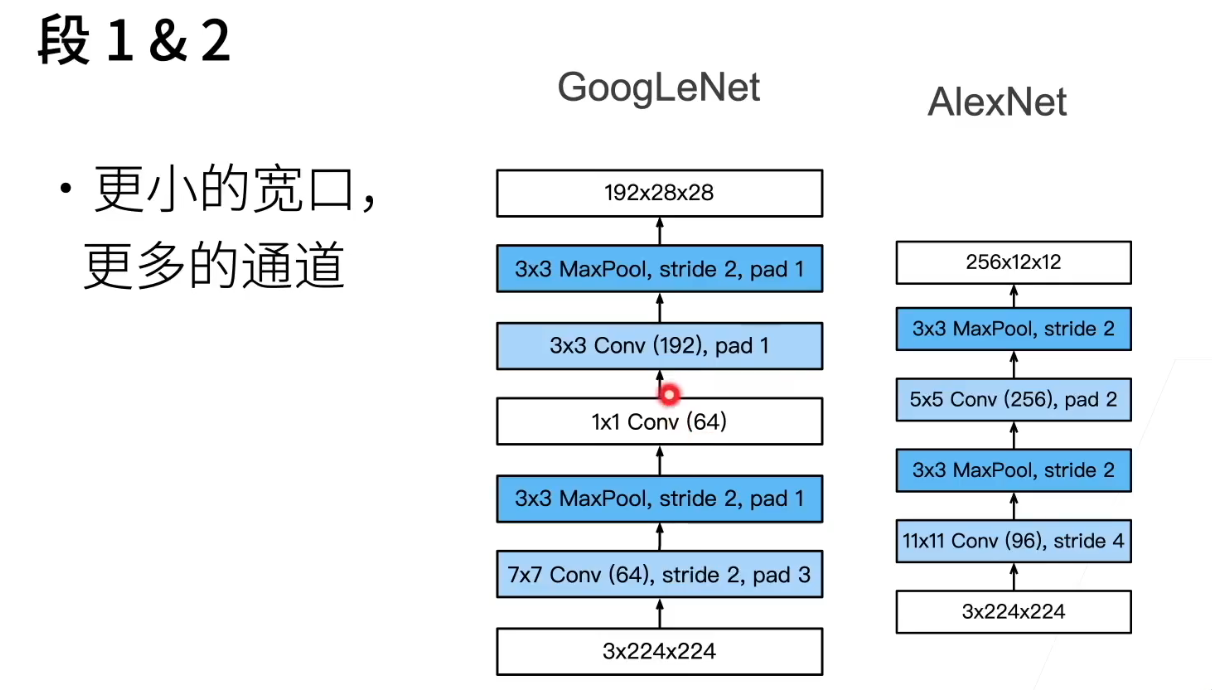 段 1 & 2
GoogLeNet
AlexNet
• 更小的宽口，
更多的通道
192x28x28
3x3 MaxPool, stride 2, pad 1
3x3 Conv (192), pad 1
1x1 Conv (64)
3x3 MaxPool, stride 2, pad 1
7x7 Conv (64), stride 2, pad 3
3x224x224
256x12x12
3x3 MaxPool, stride 2
5x5 Conv (256), pad 2
3x3 MaxPool, stride 2
11x11 Conv (96), stride 4
3x224x224